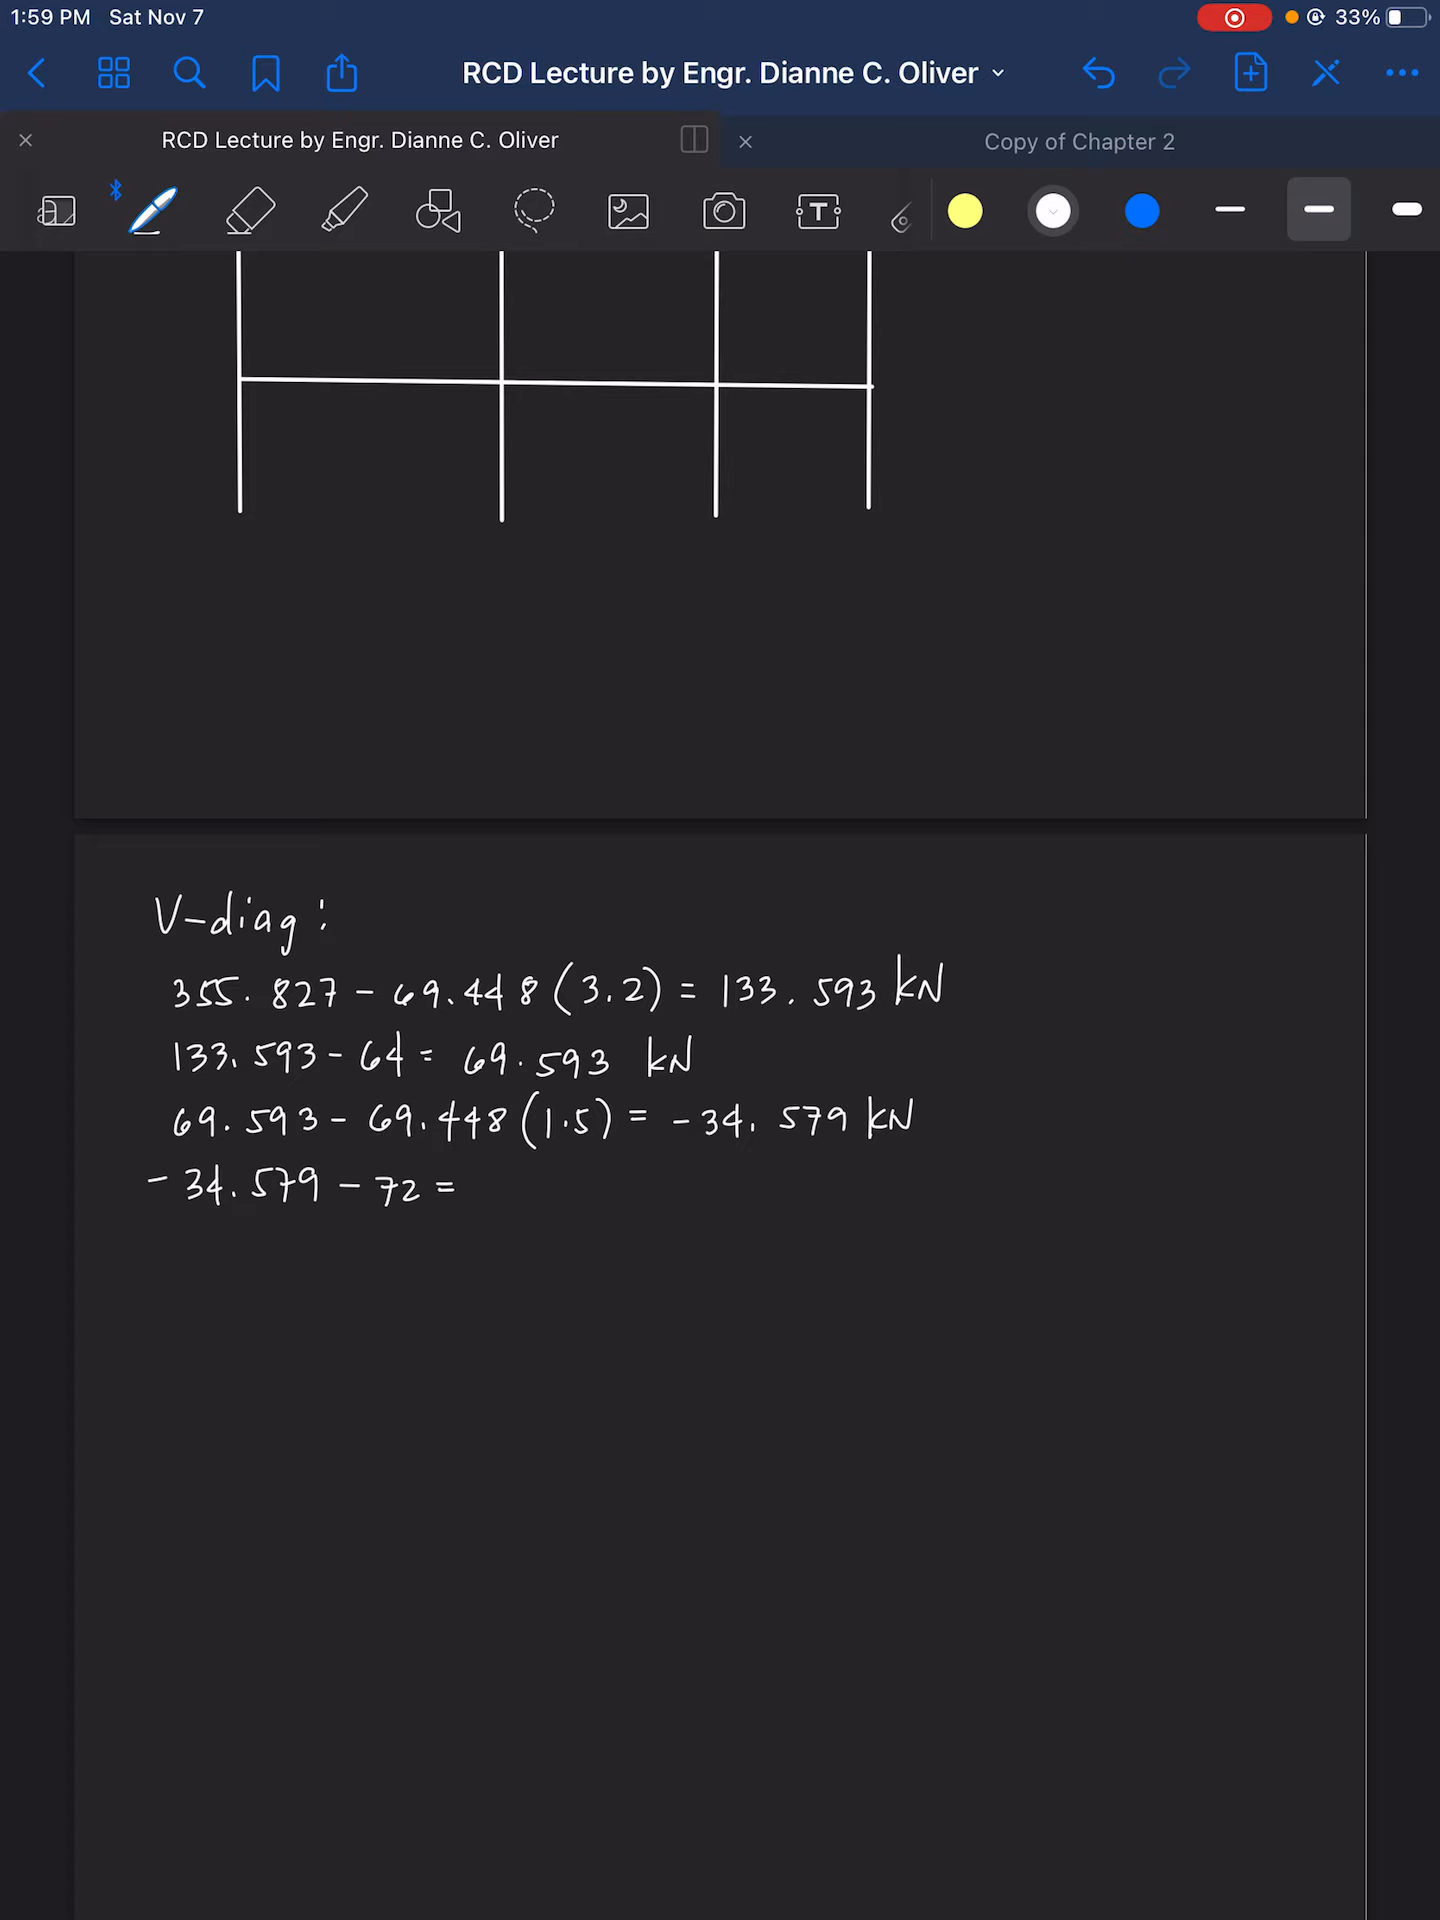 1:59 PM Sat Nov 7
33%
RCD Lecture by Engr. Dianne C. Oliver
RCD Lecture by Engr. Dianne C. Oliver
Copy of Chapter 2
V-diag:
355.827 - 69.448 (3.2) = 133.593 kN
133.593 - 64 = 69.593 kN
69.593 - 69.448 (1.5) = -34.579 kN
-34.579 - 72 =